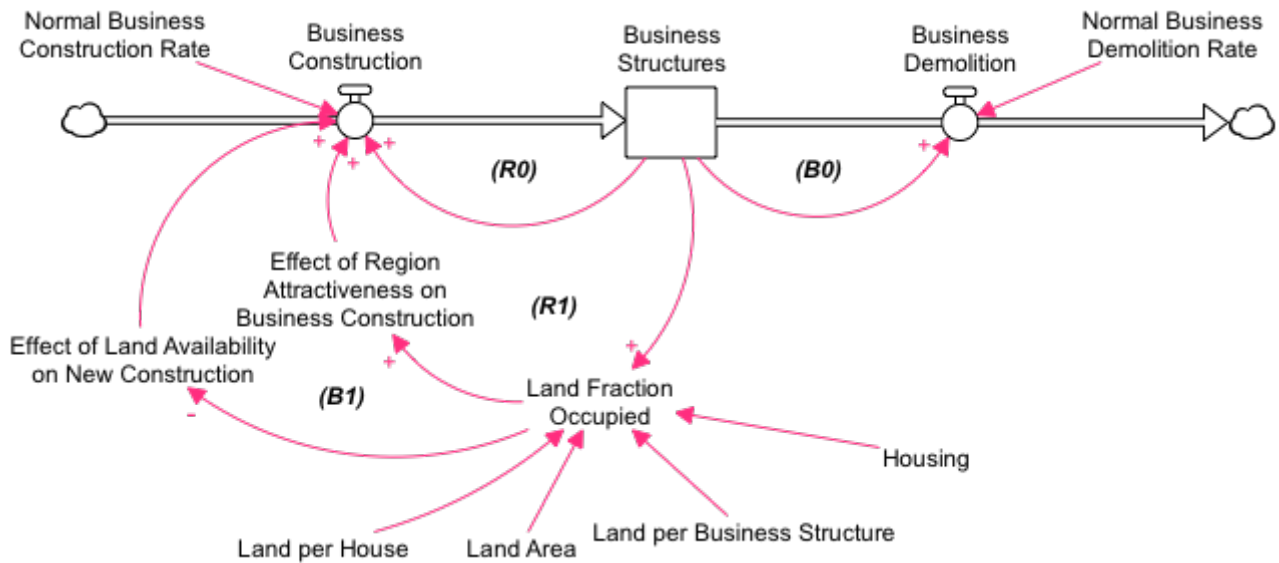 Normal Business
Construction Rate
Business
Construction
Business
Structures
Business
Demolition
Normal Business
Demolition Rate
+
+
+
+
(R0)
(B0)
Effect of Region
Attractiveness on
Business Construction
(R1)
+
Effect of Land Availability
on New Construction
+
(B1)
-
Land Fraction
Occupied
Housing
Land per House
Land Area
Land per Business Structure